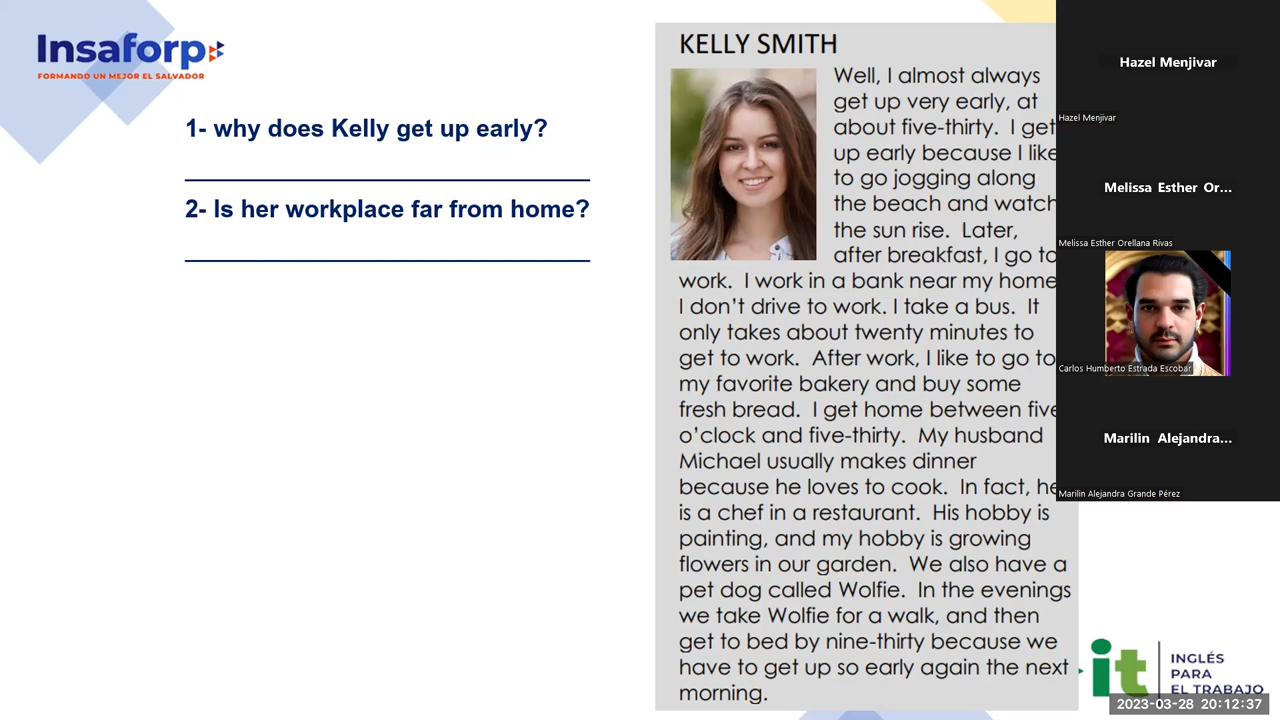 Insaforp
FORMANDO UN MEJOR EL SALVADOR
1- why does Kelly get up early?
2- Is her workplace far from home?
KELLY SMITH
Well, I almost always
get up very early, at
about five-thirty. I get
up early because I like
to go jogging along
the beach and watch
the sun rise. Later,
after breakfast, I go to
work. I work in a bank near my home
I don't drive to work. I take a bus. It
only takes about twenty minutes to
get to work. After work, I like to go to
my favorite bakery and buy some
fresh bread. I get home between five
o'clock and five-thirty. My husband
Michael usually makes dinner
because he loves to cook. In fact, he
is a chef in a restaurant. His hobby is
painting, and my hobby is growing
flowers in our garden. We also have a
pet dog called Wolfie. In the evenings
we take Wolfie for a walk, and then
get to bed by nine-thirty because we
have to get up so early again the next
morning.
Hazel Menjivar
Hazel Menjivar
Melissa Esther Or...
Melissa Esther Orellana Rivas
Carlos Humberto Estrada Escobar
Marilin Alejandra...
Marilin Alejandra Grande Pérez
it
INGLÉS
PARA
EL TRABAJO
2023-03-28 20:12:37